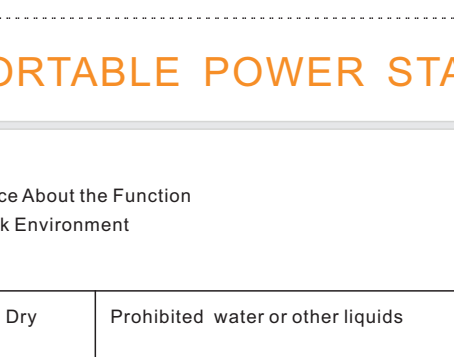 ORTABLE POWER STA
ce About the Function
k Environment
Dry
Prohibited water or other liquids